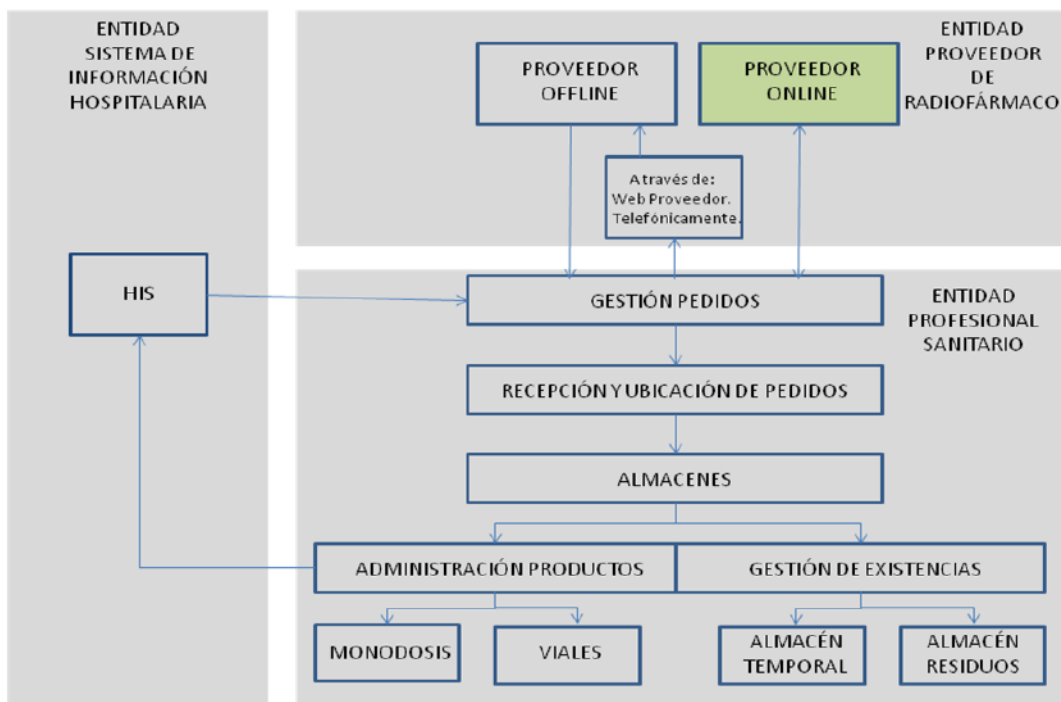 ENTIDAD
SISTEMA DE
INFORMACIÓN
HOSPITALARIA
HIS
PROVEEDOR
OFFLINE
PROVEEDOR
ONLINE
ENTIDAD
PROVEEDOR
DE
RADIOFÁRMACO
A través de:
Web Proveedor.
Telefónicamente.
GESTIÓN PEDIDOS
ENTIDAD
PROFESIONAL
SANITARIO
RECEPCIÓN Y UBICACIÓN DE PEDIDOS
ALMACENES
ADMINISTRACIÓN PRODUCTOS
GESTIÓN DE EXISTENCIAS
MONODOSIS
VIALES
ALMACÉN
TEMPORAL
ALMACÉN
RESIDUOS